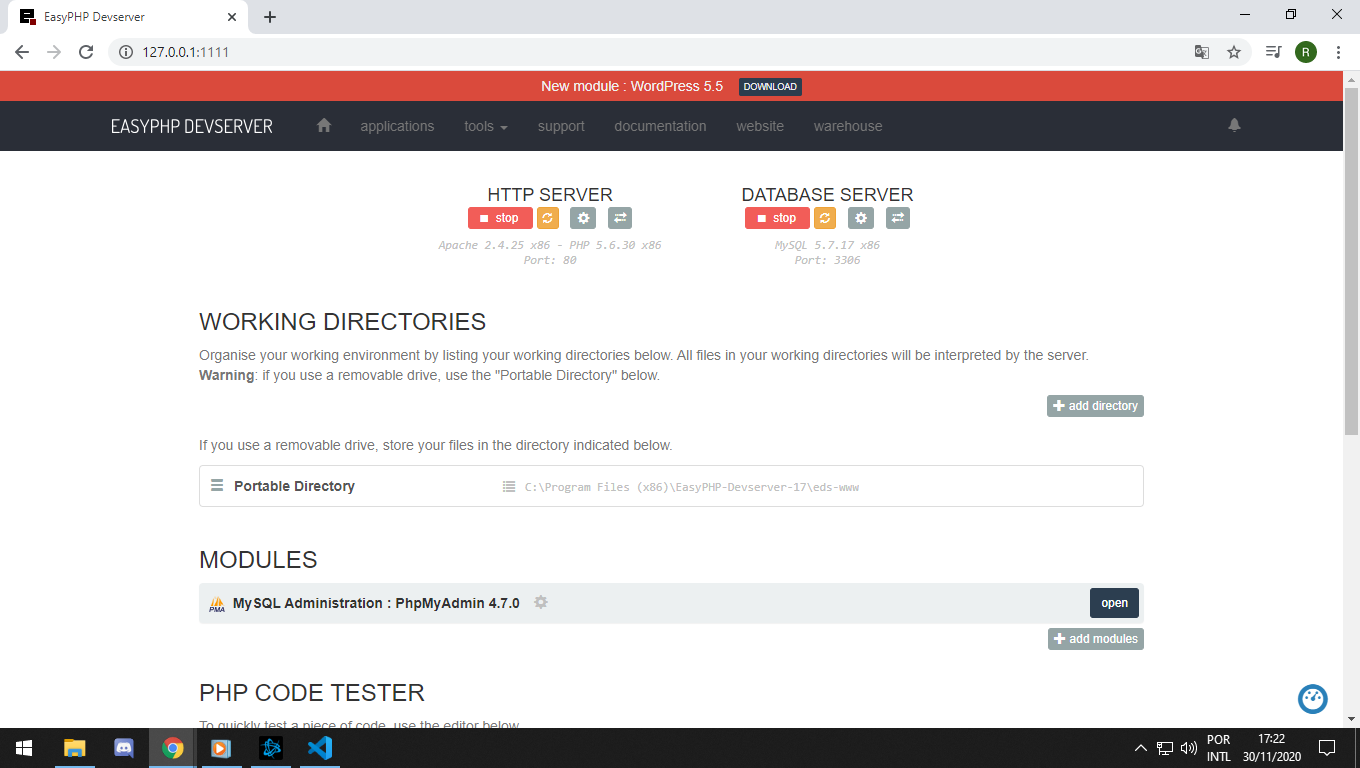 EasyPHP Devserver
127.0.0.1:1111
R
New module : WordPress 5.5 DOWNLOAD
EASYPHP DEVSERVER applications tools support documentation website warehouse
HTTP SERVER DATABASE SERVER
stop stop
Apache 2.4.25 x86 - PHP 5.6.30 x86 MySQL 5.7.17 x86
Port: 80 Port: 3306
WORKING DIRECTORIES
Organise your working environment by listing your working directories below. All files in your working directories will be interpreted by the server.
Warning: if you use a removable drive, use the "Portable Directory" below.
add directory
If you use a removable drive, store your files in the directory indicated below.
Portable Directory C:\Program Files (x86)\EasyPHP-Devserver-17\eds-www
MODULES
PMA MySQL Administration : PhpMyAdmin 4.7.0 open
add modules
PHP CODE TESTER
To quickly test a piece of code, use the editor below.
POR 17:22
INTL 30/11/2020